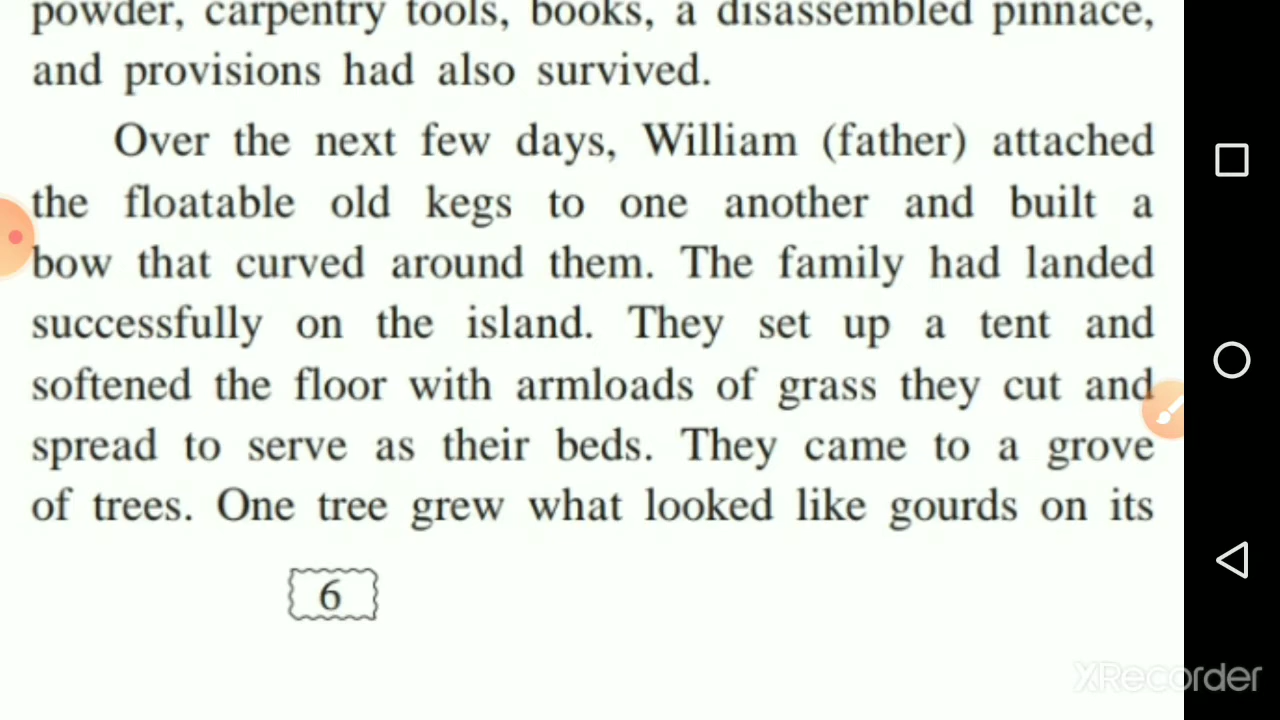 powder, carpentry tools, books, a disassembled pinnace,
and provisions had also survived.
Over the next few days, William (father) attached
the floatable old kegs to one another and built a
bow that curved around them. The family had landed
successfully on the island. They set up a tent and
softened the floor with armloads of grass they cut and
spread to serve as their beds. They came to a grove
of trees. One tree grew what looked like gourds on its
6
XRecorder